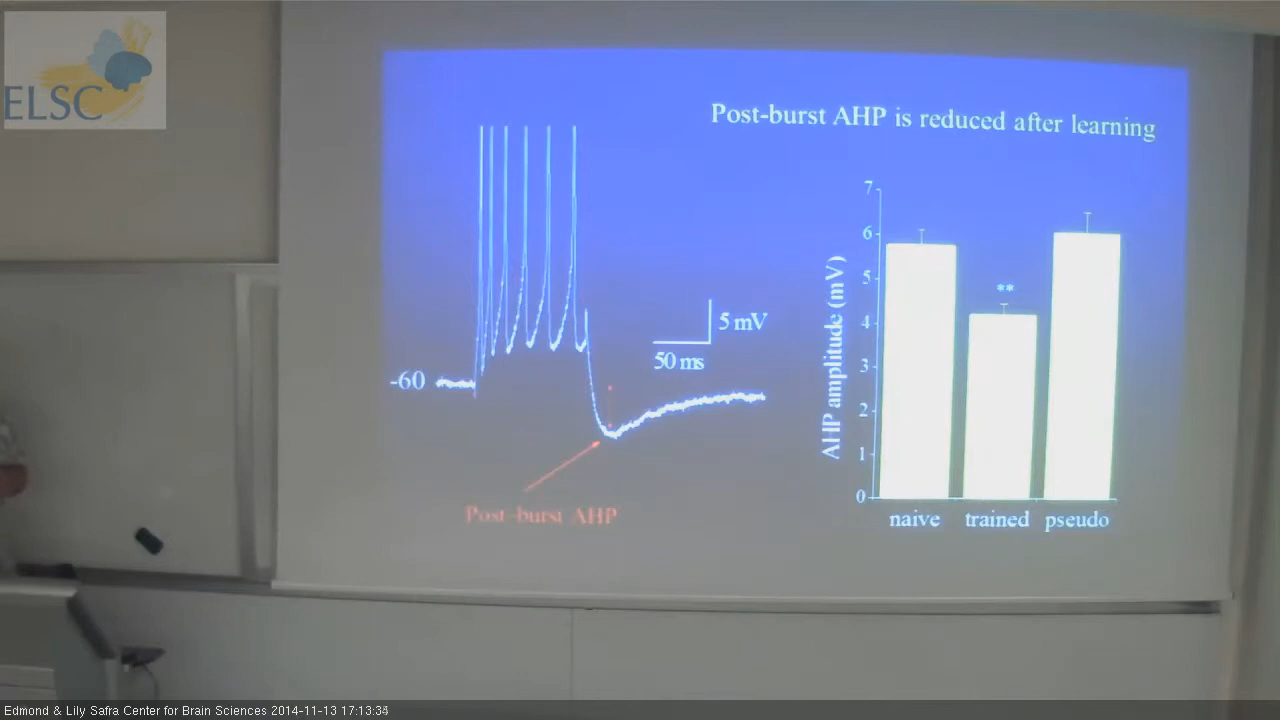 ELSC
Post-burst AHP is reduced after learning
5 mV
50 ms
-60
Post-burst AHP
AHP amplitude (mV)
7
6
5
4
3
2
1
0
**
naive trained pseudo
Edmond & Lily Safra Center for Brain Sciences 2014-11-13 17:13:34